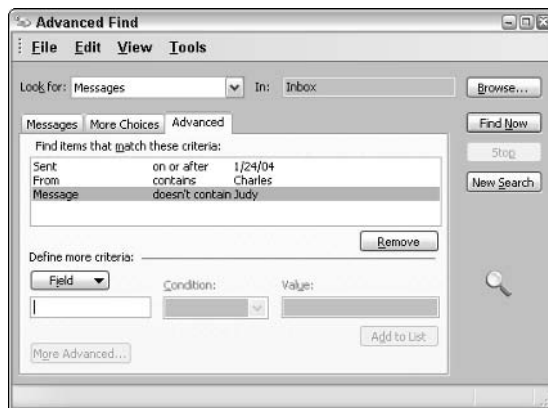 Advanced Find
File Edit View Tools
Look for: Messages In: Inbox Browse...
Messages More Choices Advanced Find Now
Find items that match these criteria: Stop
Sent on or after 1/24/04
From contains Charles New Search
Message doesn't contain Judy
Remove
Define more criteria:
Field Condition: Value:
Add to List
More Advanced...